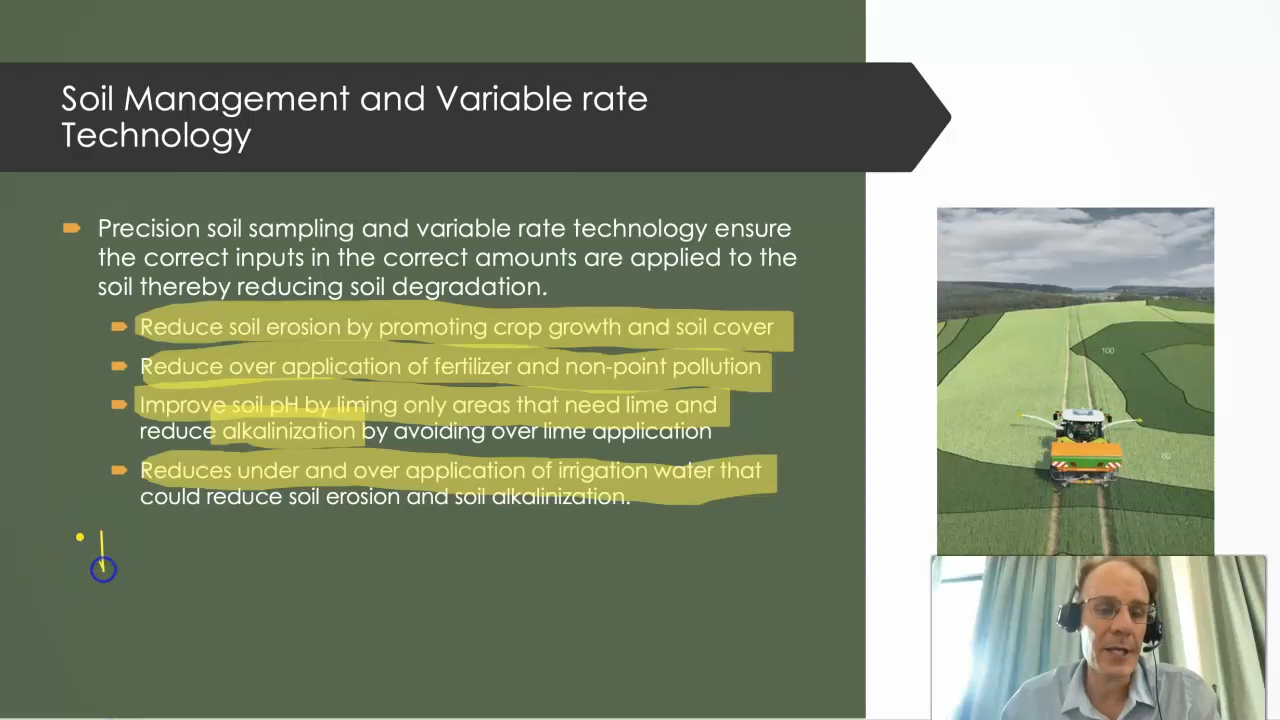 Soil Management and Variable rate
Technology
Precision soil sampling and variable rate technology ensure
the correct inputs in the correct amounts are applied to the
soil thereby reducing soil degradation.
Reduce soil erosion by promoting crop growth and soil cover
Reduce over application of fertilizer and non-point pollution
Improve soil pH by liming only areas that need lime and
reduce alkalinization by avoiding over lime application
Reduces under and over application of irrigation water that
could reduce soil erosion and soil alkalinization.
100
80